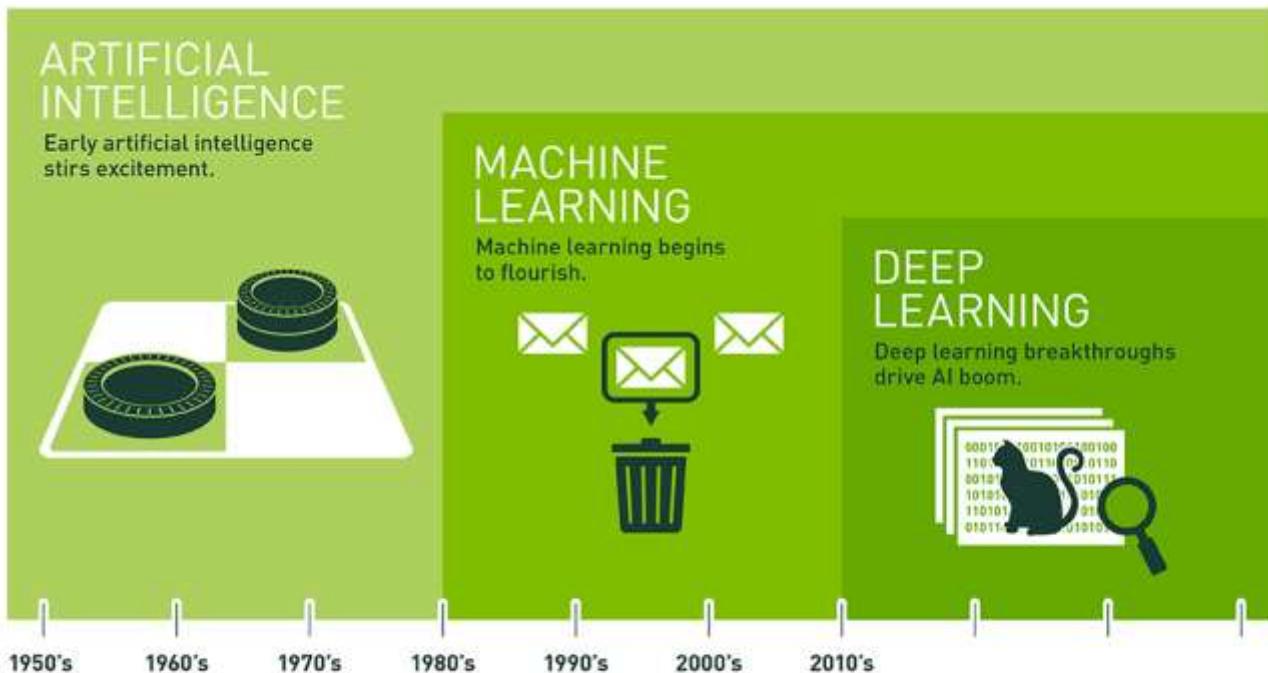 ARTIFICIAL
INTELLIGENCE
Early artificial intelligence
stirs excitement.
MACHINE
LEARNING
Machine learning begins
to flourish.
DEEP
LEARNING
Deep learning breakthroughs
drive AI boom.
1950's 1960's 1970's 1980's 1990's 2000's 2010's